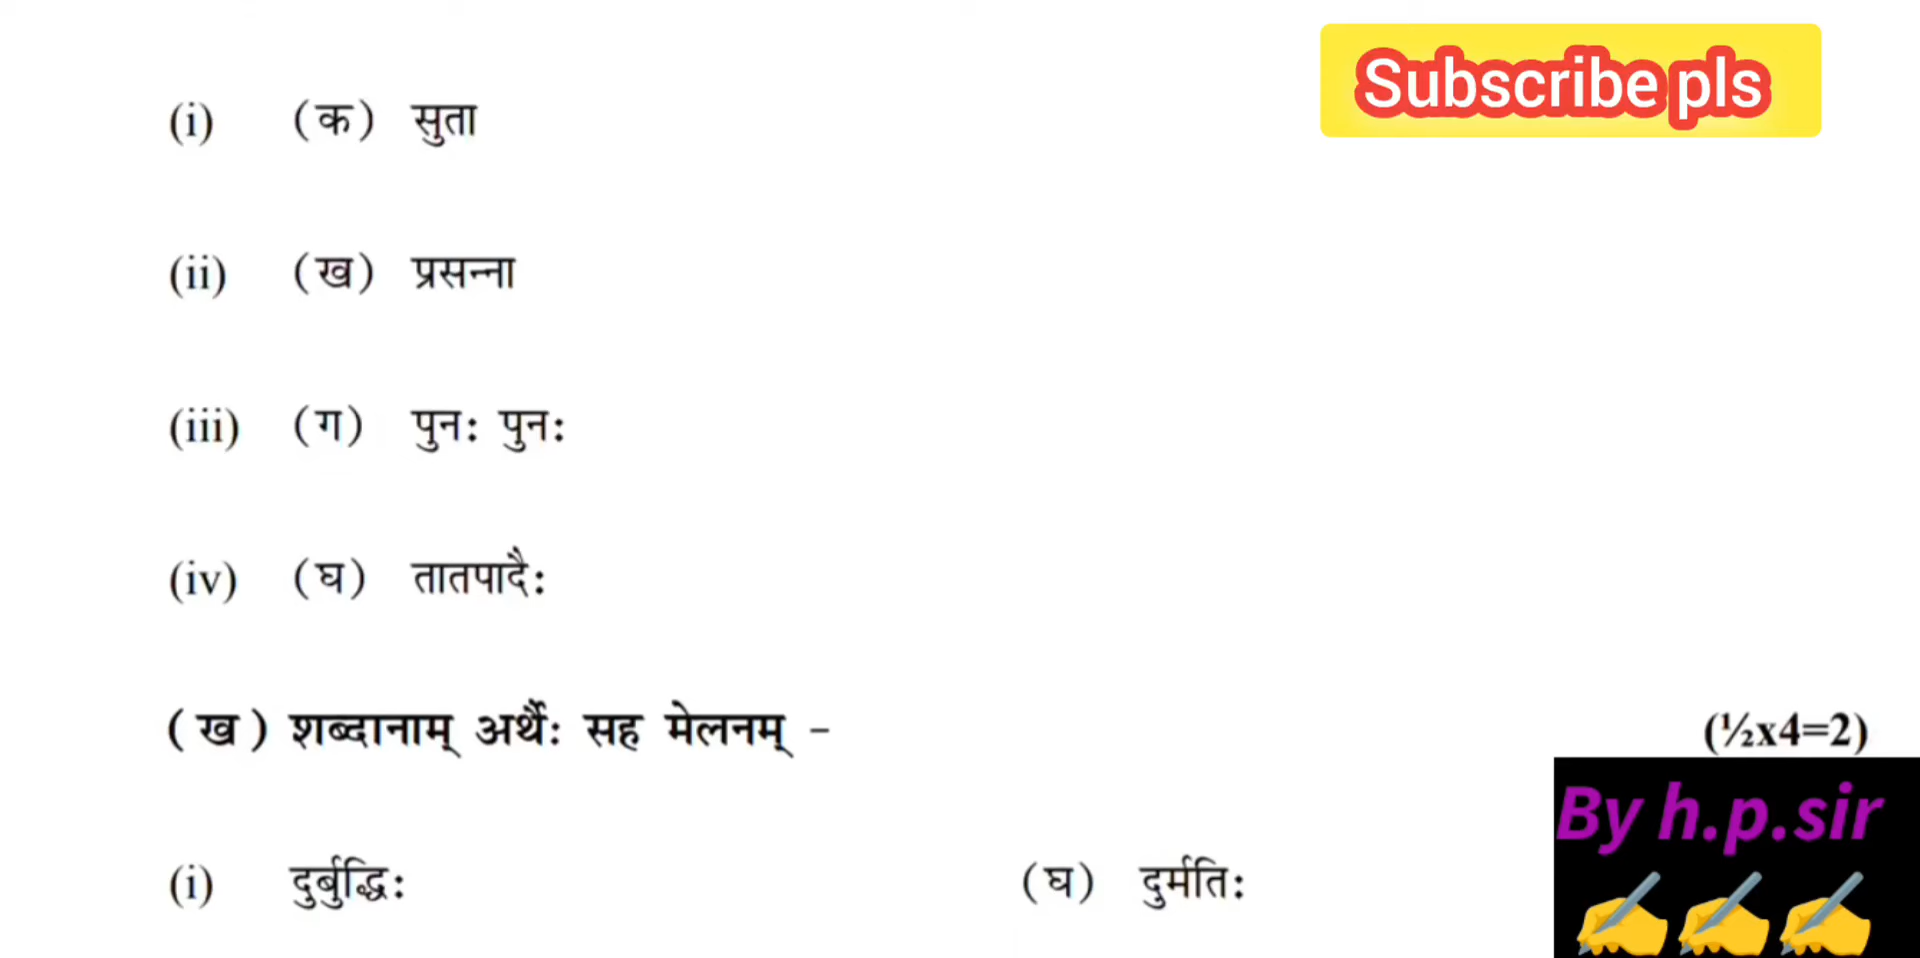 Subscribe pls
(i) (क) सुता
(ii) (ख) प्रसन्ना
(iii) (ग) पुनः पुनः
(iv) (घ) तातपादैः
(ख) शब्दानाम् अर्थैः सह मेलनम् – (½x4=2)
By h.p.sir
(i) दुर्बुद्धिः (घ) दुर्मतिः